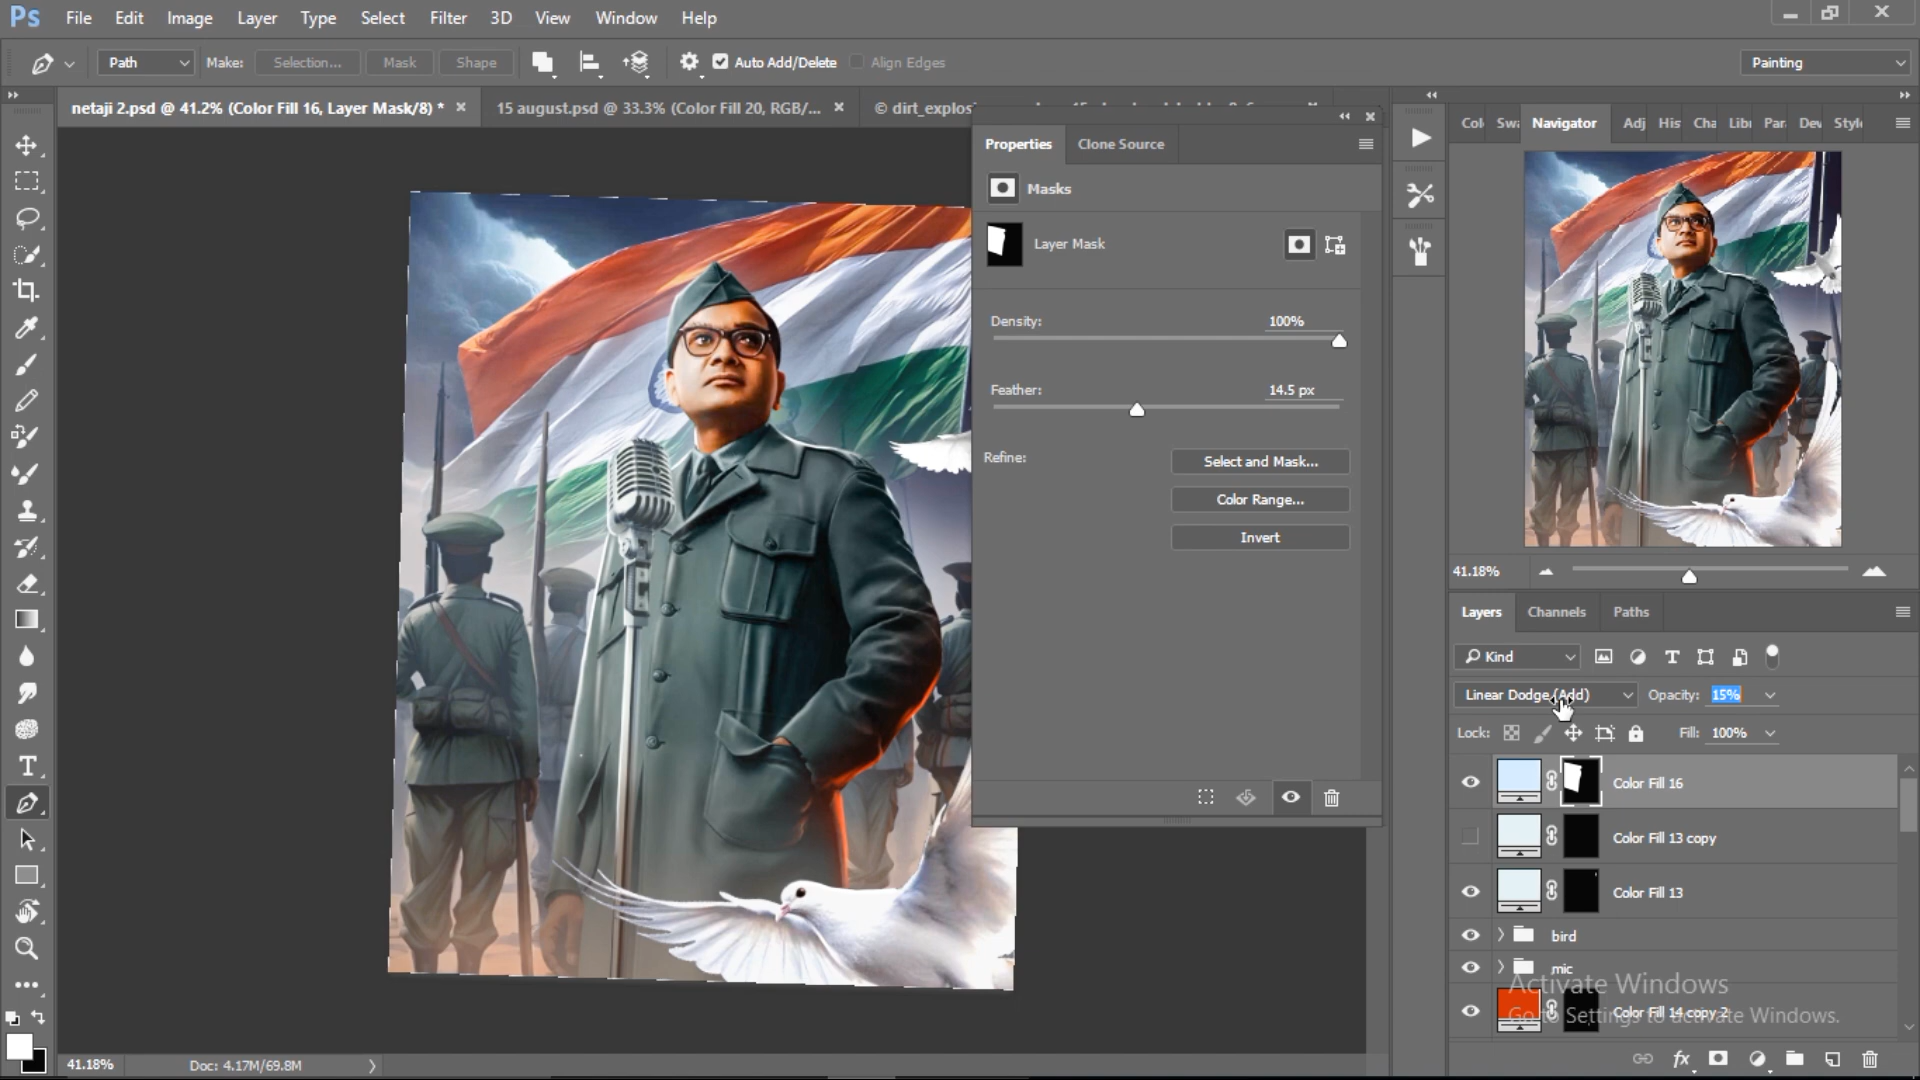 Ps File Edit Image Layer Type Select Filter 3D View Window Help
Path Make: Selection... Mask Shape Auto Add/Delete Align Edges Painting
netaji 2.psd @ 41.2% (Color Fill 16, Layer Mask/8) * × 15 august.psd @ 33.3% (Color Fill 20, RGB/... × © dirt_explos
Properties Clone Source
Masks
Layer Mask
Density: 100%
Feather: 14.5 px
Refine: Select and Mask...
Color Range...
Invert
Col Swa Navigator Adj His Cha Libr Par Dev Style
41.18%
Layers Channels Paths
Kind
Linear Dodge (Add) Opacity: 15%
Lock: Fill: 100%
Color Fill 16
Color Fill 13 copy
Color Fill 13
bird
mic
Activate Windows
Color Fill 14 copy 2
Go to Settings to activate Windows.
41.18% Doc: 4.17M/69.8M